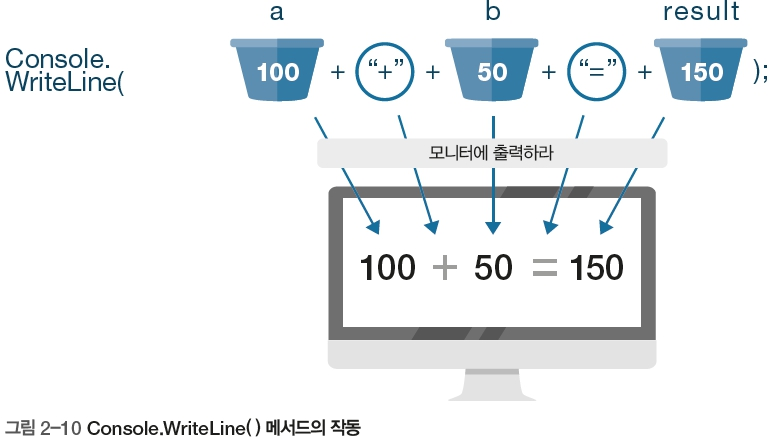 a b result
Console.
WriteLine( 100 + “+” + 50 + “=” + 150 );
모니터에 출력하라
100 + 50 = 150
그림 2-10 Console.WriteLine( ) 메서드의 작동